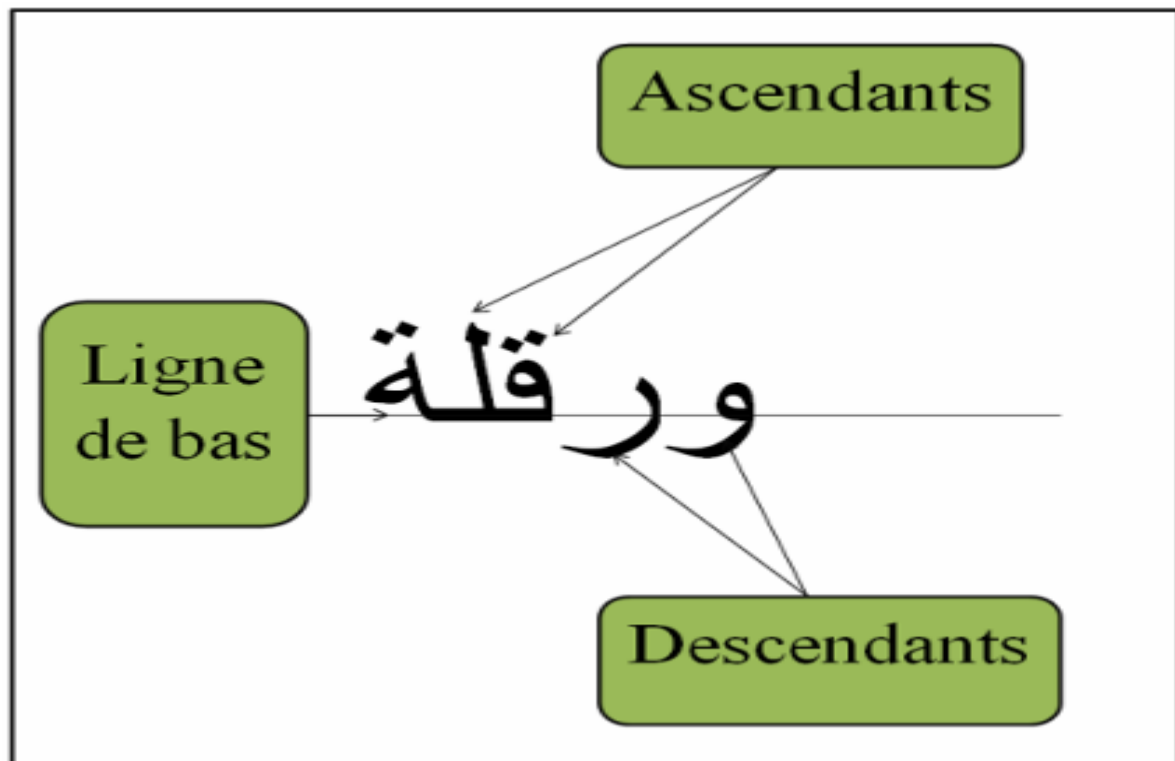 Ascendants
Ligne
de bas
ورقلة
Descendants